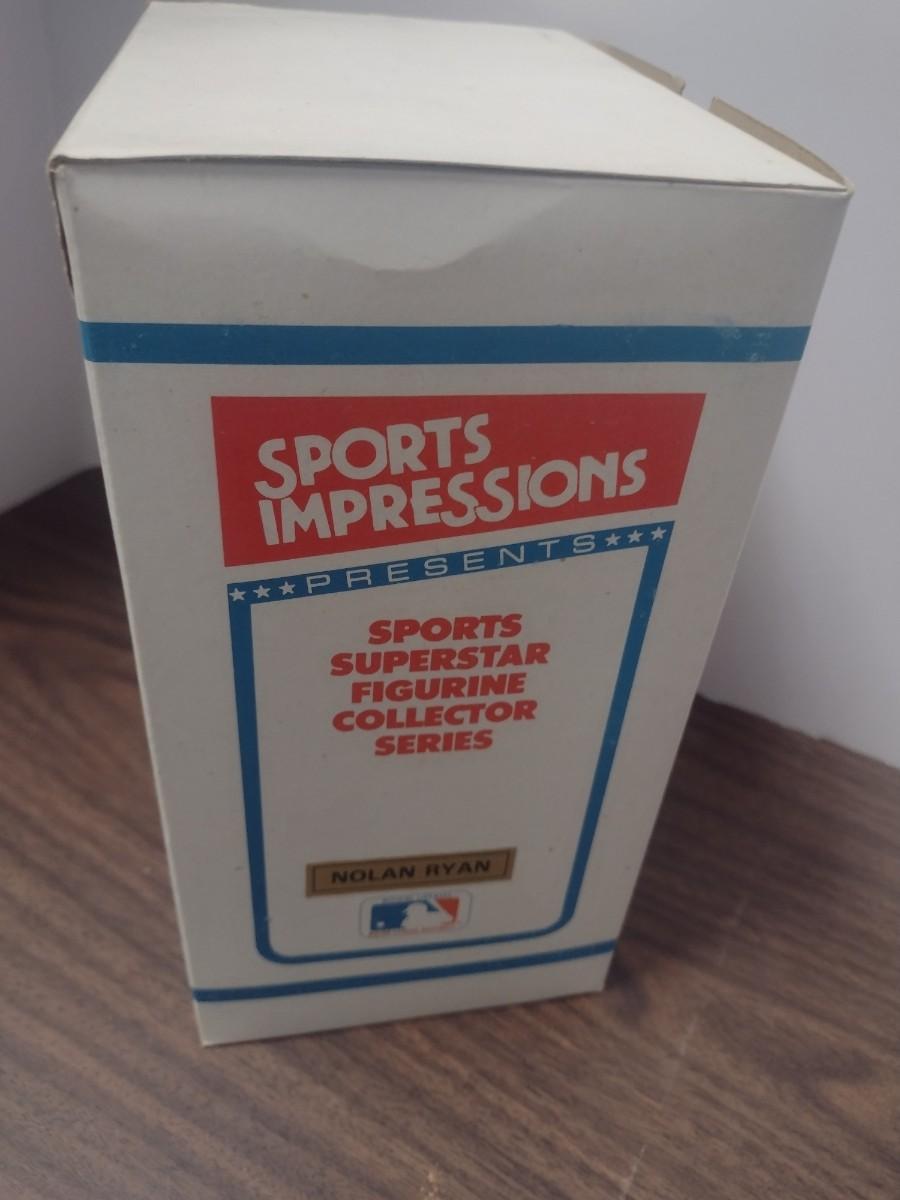 SPORTS
IMPRESSIONS
PRESENTS
SPORTS
SUPERSTAR
FIGURINE
COLLECTOR
SERIES
NOLAN RYAN